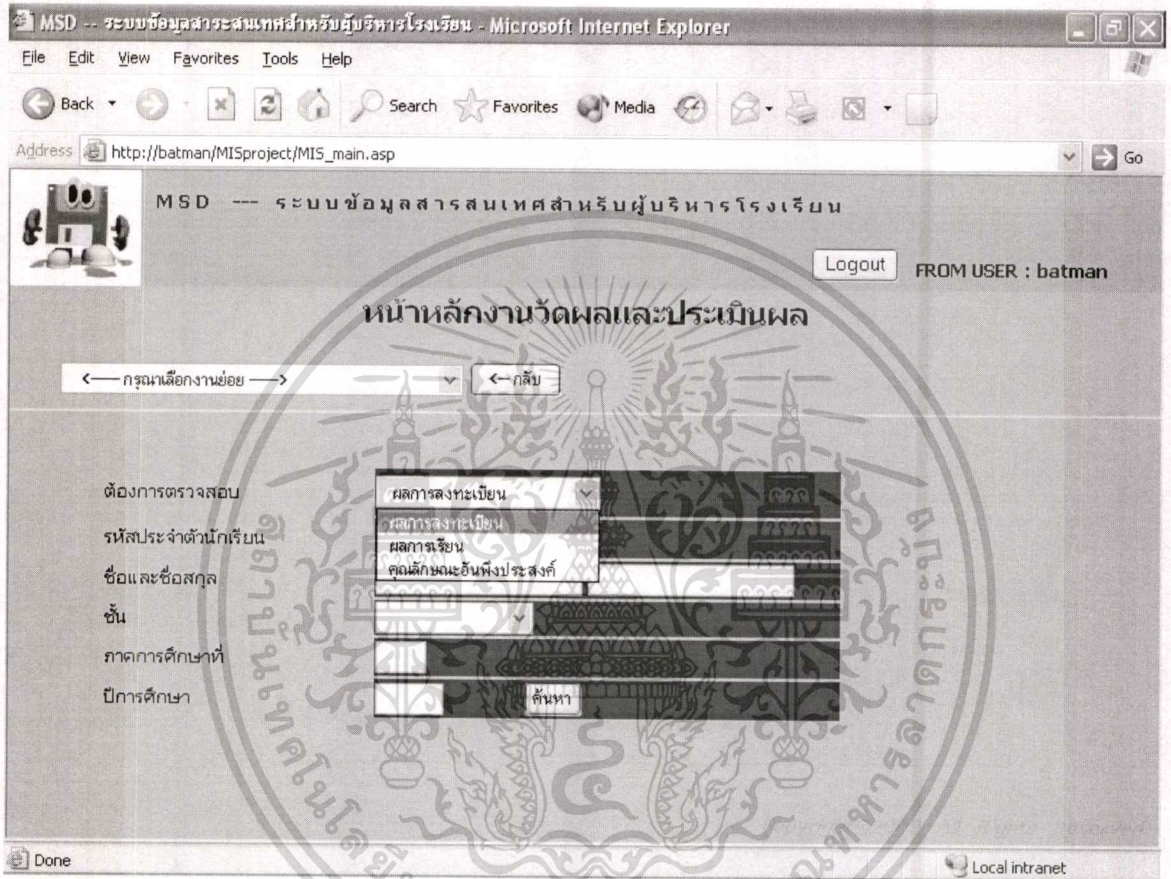 MSD -- ระบบข้อมูลสาระสนเทศสำหรับผู้บริหารโรงเรียน - Microsoft Internet Explorer
File Edit View Favorites Tools Help
Back Search Favorites Media
Address http://batman/MISproject/MIS_main.asp Go
MSD --- ระบบข้อมูลสารสนเทศสำหรับผู้บริหารโรงเรียน
Logout FROM USER : batman
หน้าหลักงานวัดผลและประเมินผล
<—— กรุณาเลือกงานย่อย ——> <-- กลับ
ต้องการตรวจสอบ ผลการลงทะเบียน
ผลการลงทะเบียน
รหัสประจำตัวนักเรียน ผลการเรียน
ชื่อและชื่อสกุล คุณลักษณะอันพึงประสงค์
ชั้น
ภาคการศึกษาที่
ปีการศึกษา ค้นหา
Done Local intranet